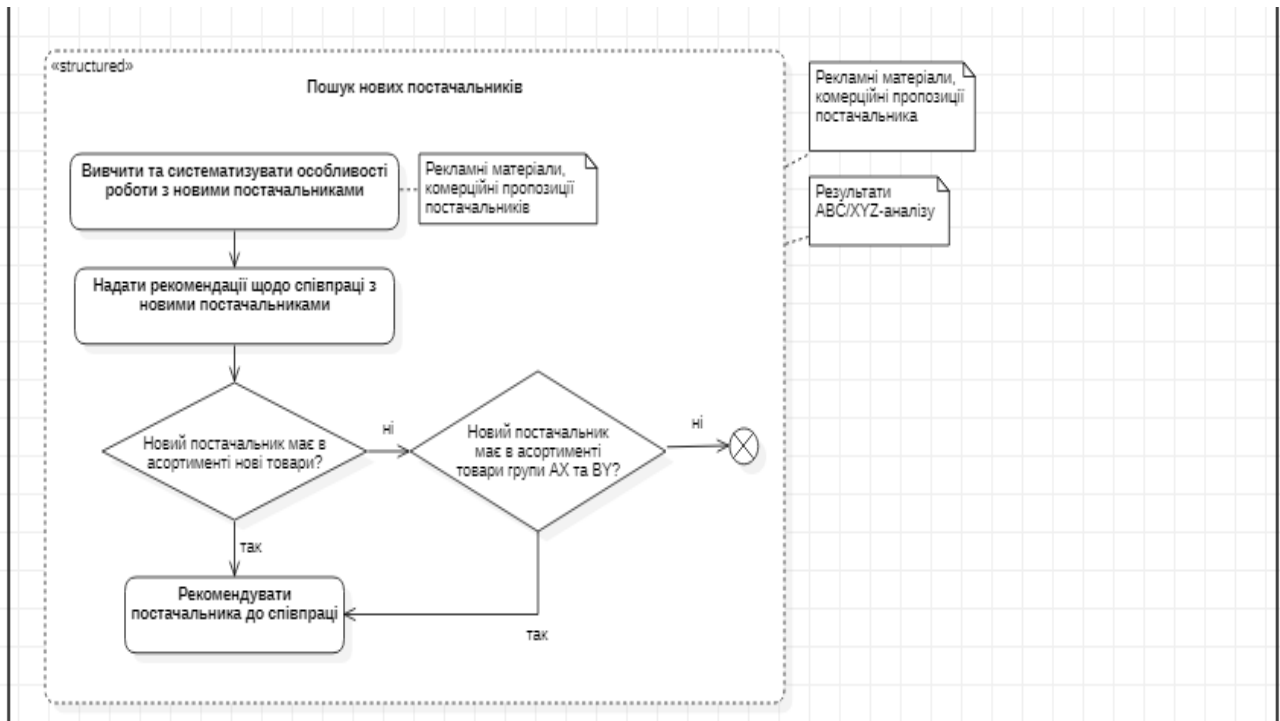 «structured»
Пошук нових постачальників
Вивчити та систематизувати особливості
роботи з новими постачальниками
Рекламні матеріали,
комерційні пропозиції
постачальників
Надати рекомендації щодо співпраці з
новими постачальниками
Новий постачальник має в
асортименті нові товари?
ні
Новий постачальник
має в асортименті
товари групи AX та BY?
ні
так
Рекомендувати
постачальника до співпраці
так
Рекламні матеріали,
комерційні пропозиції
постачальника
Результати
ABC/XYZ-аналізу